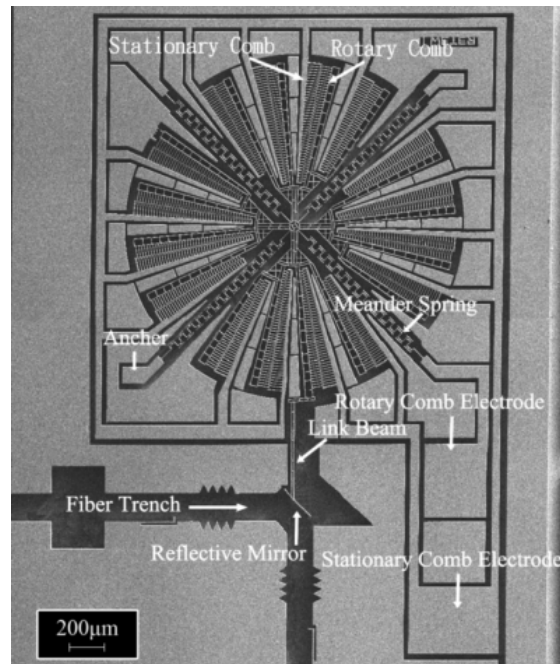 Stationary Comb
Rotary Comb
Meander Spring
Ancher
Rotary Comb Electrode
Link Beam
Fiber Trench
Reflective Mirror
Stationary Comb Electrode
200μm